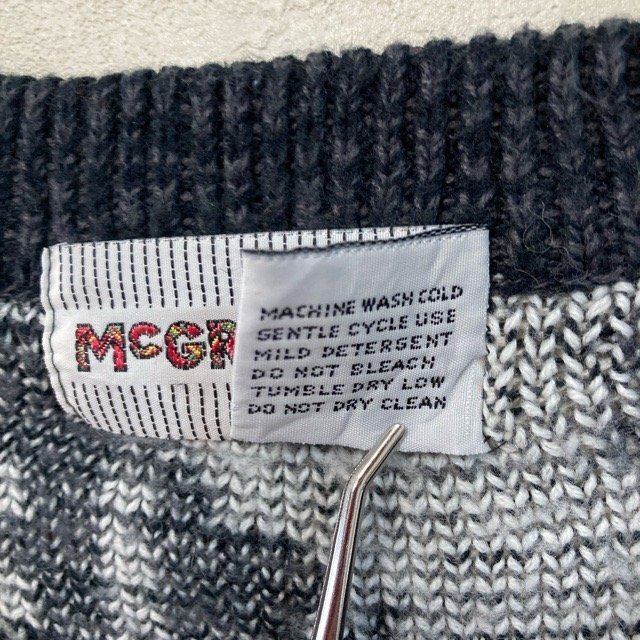 McGR
MACHINE WASH COLD
GENTLE CYCLE USE
MILD DETERGENT
DO NOT BLEACH
TUMBLE DRY LOW
DO NOT DRY CLEAN